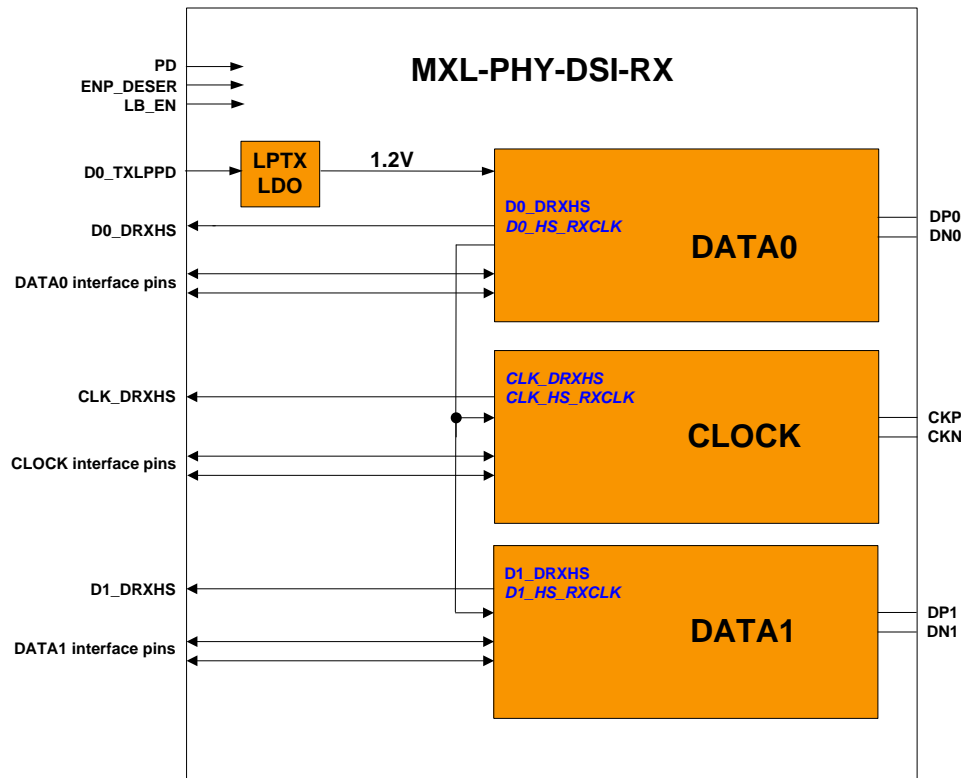 MXL-PHY-DSI-RX
PD
ENP_DESER
LB_EN
D0_TXLPPD
LPTX
LDO
1.2V
D0_DRXHS
D0_DRXHS
D0_HS_RXCLK
DATA0
DP0
DN0
DATA0 interface pins
CLK_DRXHS
CLK_DRXHS
CLK_HS_RXCLK
CLOCK
CKP
CKN
CLOCK interface pins
D1_DRXHS
D1_DRXHS
D1_HS_RXCLK
DATA1
DP1
DN1
DATA1 interface pins